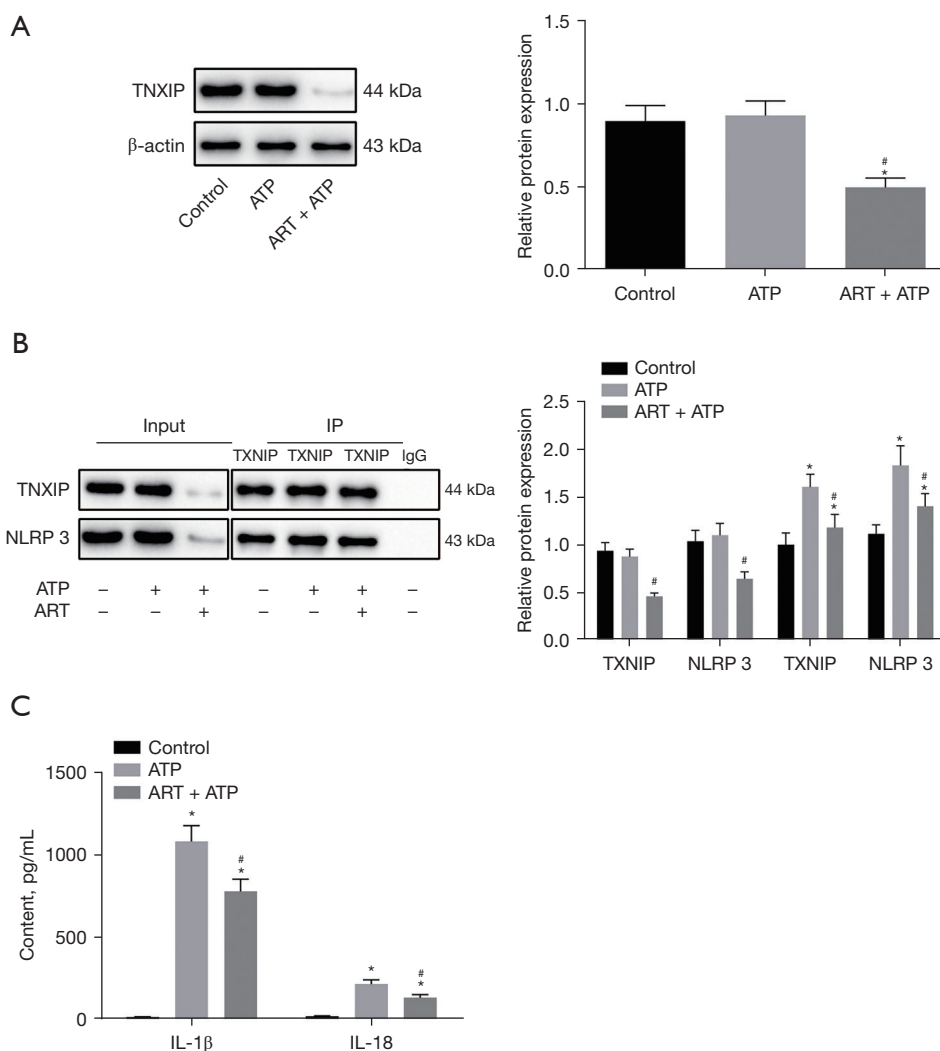 A
TNXIP
44 kDa
β-actin
43 kDa
Control
ATP
ART + ATP
Relative protein expression
1.5
1.0
0.5
0.0
#
*
Control
ATP
ART + ATP
B
Input
IP
TXNIP TXNIP TXNIP IgG
TNXIP
44 kDa
NLRP 3
43 kDa
ATP − + + − + + −
ART − − + − − + −
Control
ATP
ART + ATP
Relative protein expression
2.5
2.0
1.5
1.0
0.5
0.0
#
#
*
#
*
*
#
*
TXNIP NLRP 3 TXNIP NLRP 3
C
Control
ATP
ART + ATP
Content, pg/mL
1500
1000
500
0
*
#
*
*
#
*
IL-1β IL-18